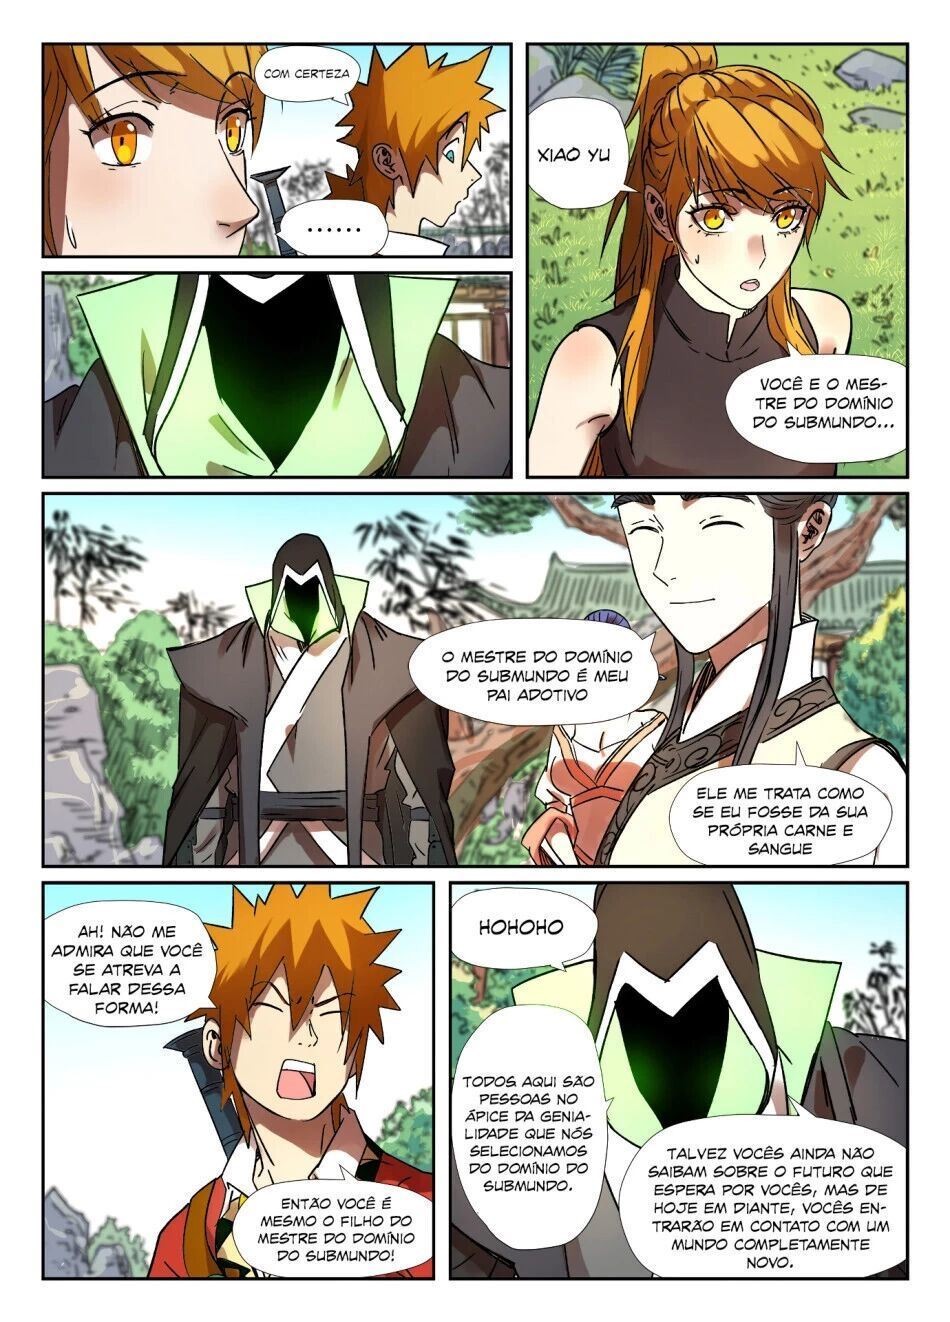 COM CERTEZA
......
XIAO YU
VOCÊ E O MES-
TRE DO DOMÍNIO
DO SUBMUNDO...
O MESTRE DO DOMÍNIO
DO SUBMUNDO É MEU
PAI ADOTIVO
ELE ME TRATA COMO
SE EU FOSSE DA SUA
PRÓPRIA CARNE E
SANGUE
AH! NÃO ME
ADMIRA QUE VOCÊ
SE ATREVA A
FALAR DESSA
FORMA!
ENTÃO VOCÊ É
MESMO O FILHO DO
MESTRE DO DOMÍNIO
DO SUBMUNDO!
HOHOHO
TODOS AQUI SÃO
PESSOAS NO
ÁPICE DA GENIA-
LIDADE QUE NÓS
SELECIONAMOS
DO DOMÍNIO DO
SUBMUNDO.
TALVEZ VOCÊS AINDA NÃO
SAIBAM SOBRE O FUTURO QUE
ESPERA POR VOCÊS, MAS DE
HOJE EM DIANTE, VOCÊS EN-
TRARÃO EM CONTATO COM UM
MUNDO COMPLETAMENTE
NOVO.